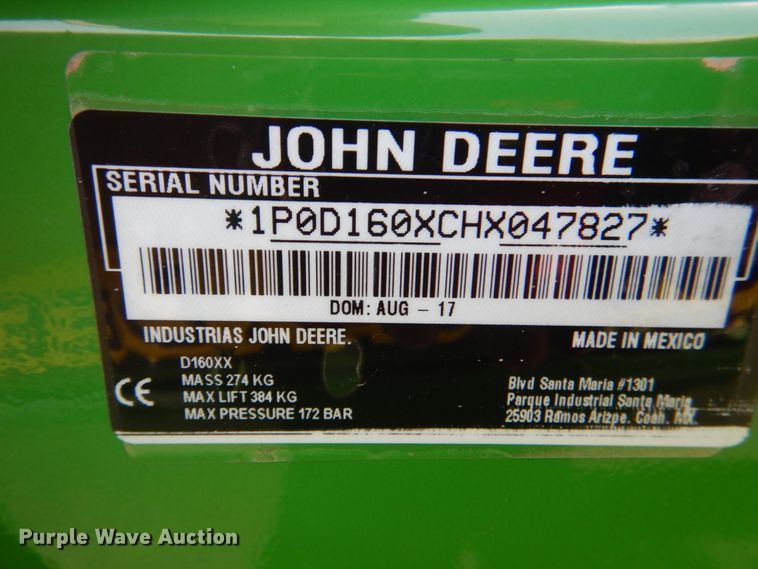 JOHN DEERE
SERIAL NUMBER
*1P0D160XCHX047827*
DOM: AUG - 17
INDUSTRIAS JOHN DEERE.
MADE IN MEXICO
D160XX
MASS 274 KG
MAX LIFT 384 KG
MAX PRESSURE 172 BAR
CE
Blvd Santa Maria #1301
Parque Industrial Santa Maria
25903 Ramos Arizpe. Coah. MX.
Purple Wave Auction